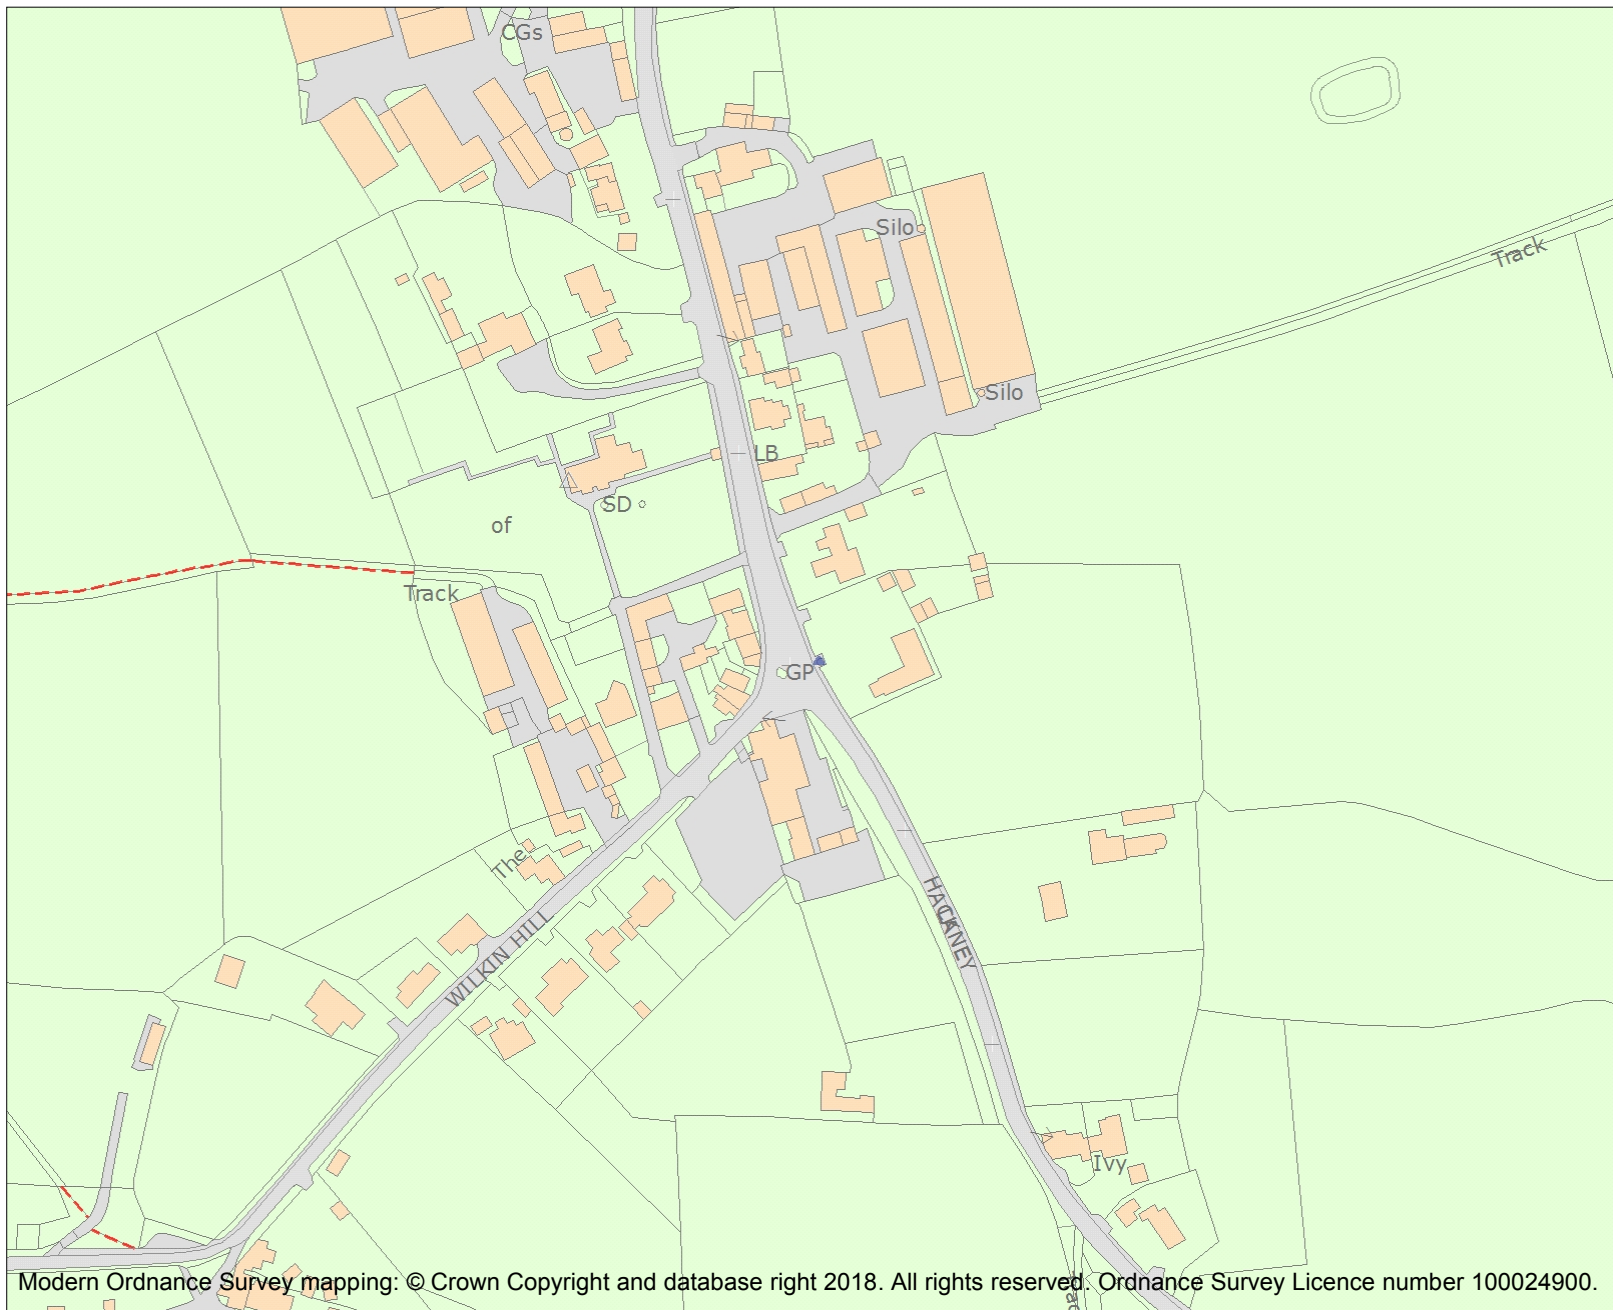 CGs
Silo
Track
Silo
LB
SD
of
Track
GP
The
HACKNEY
WILKIN HILL
Ivy
Modern Ordnance Survey mapping: © Crown Copyright and database right 2018. All rights reserved. Ordnance Survey Licence number 100024900.